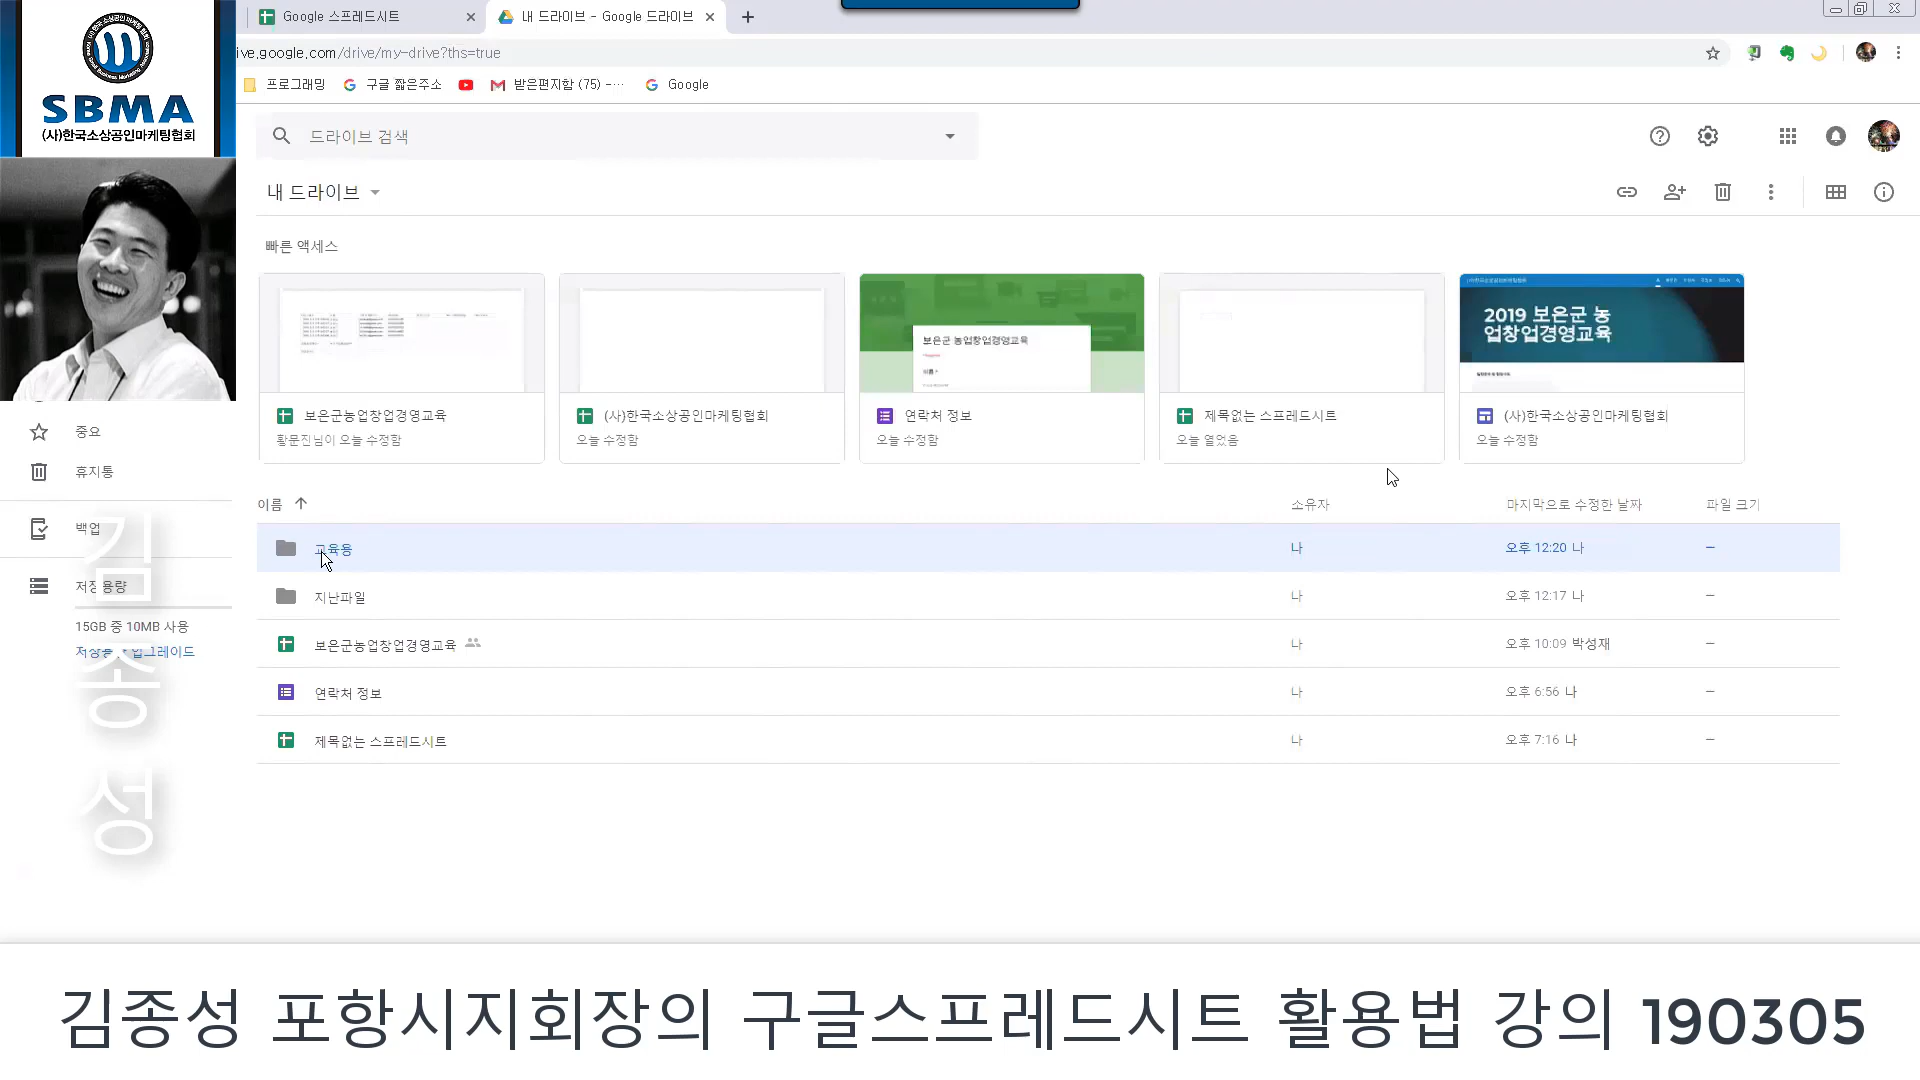 Google 스프레드시트
내 드라이브 - Google 드라이브
SBMA
(사)한국소상공인마케팅협회
ive.google.com/drive/my-drive?ths=true
프로그래밍
구글 짧은주소
받은편지함 (75) -…
Google
드라이브 검색
내 드라이브
빠른 액세스
보은군 농업창업경영교육
이름 *
2019 보은군 농
업창업경영교육
보은군농업창업경영교육
황문진님이 오늘 수정함
(사)한국소상공인마케팅협회
오늘 수정함
연락처 정보
오늘 수정함
제목없는 스프레드시트
오늘 열었음
(사)한국소상공인마케팅협회
오늘 수정함
중요
휴지통
백업
저장용량
15GB 중 10MB 사용
김
종
성
이름 소유자 마지막으로 수정한 날짜 파일 크기
교육용 나 오후 12:20 나 –
지난파일 나 오후 12:17 나 –
보은군농업창업경영교육 나 오후 10:09 박성재 –
연락처 정보 나 오후 6:56 나 –
제목없는 스프레드시트 나 오후 7:16 나 –
김종성 포항시지회장의 구글스프레드시트 활용법 강의 190305